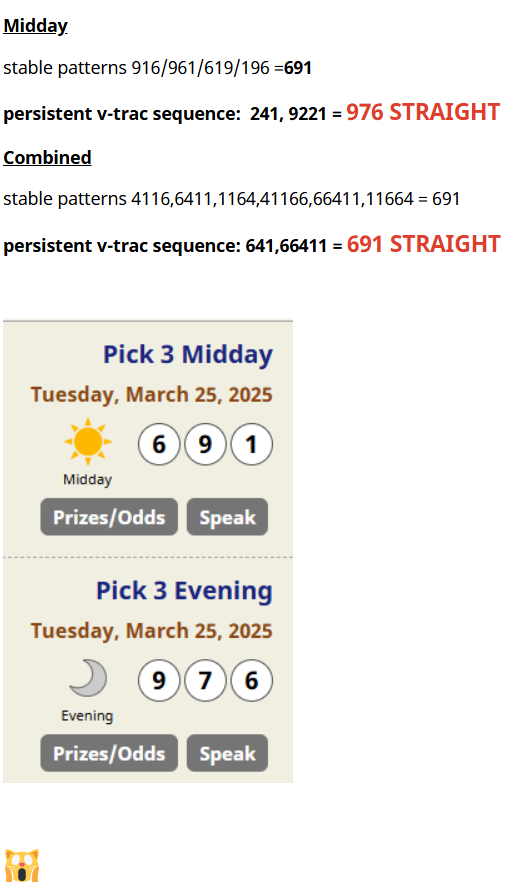 Midday
stable patterns 916/961/619/196 =691
persistent v-trac sequence:  241, 9221 = 976 STRAIGHT
Combined
stable patterns 4116,6411,1164,41166,66411,11664 = 691
persistent v-trac sequence: 641,66411 = 691 STRAIGHT
Pick 3 Midday
Tuesday, March 25, 2025
6 9 1
Midday
Prizes/Odds Speak
Pick 3 Evening
Tuesday, March 25, 2025
9 7 6
Evening
Prizes/Odds Speak